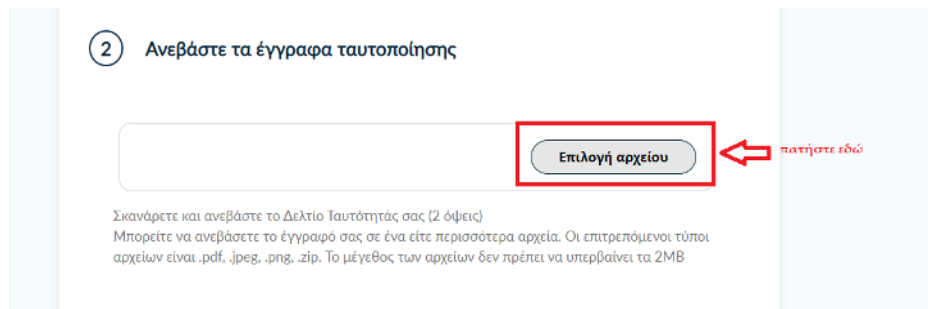 2 Ανεβάστε τα έγγραφα ταυτοποίησης
Επιλογή αρχείου
πατήστε εδώ
Σκανάρετε και ανεβάστε το Δελτίο Ταυτότητάς σας (2 όψεις)
Μπορείτε να ανεβάσετε το έγγραφό σας σε ένα είτε περισσότερα αρχεία. Οι επιτρεπόμενοι τύποι
αρχείων είναι .pdf, .jpeg, .png, .zip. Το μέγεθος των αρχείων δεν πρέπει να υπερβαίνει τα 2MB